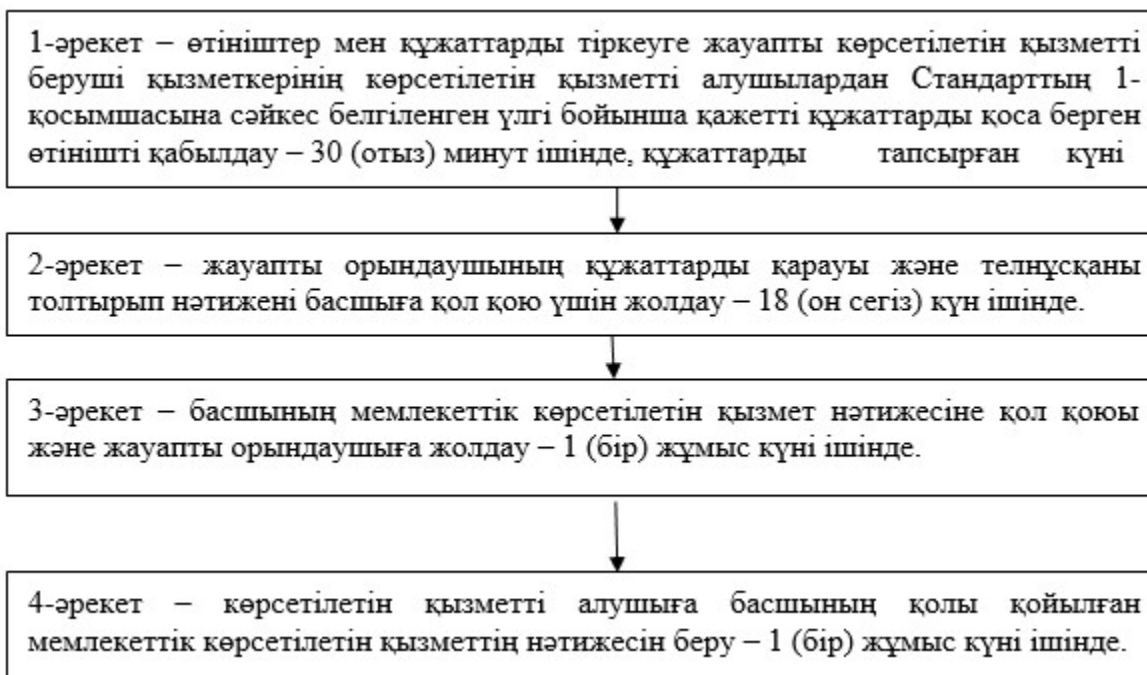 1-әрекет – өтініштер мен құжаттарды тіркеуге жауапты көрсетілетін қызметті
беруші қызметкерінің көрсетілетін қызметті алушылардан Стандарттың 1-
қосымшасына сәйкес белгіленген үлгі бойынша қажетті құжаттарды қоса берген
өтінішті қабылдау – 30 (отыз) минут ішінде, құжаттарды тапсырған күні
2-әрекет – жауапты орындаушының құжаттарды қарауы және телнұсқаны
толтырып нәтижені басшыға қол қою үшін жолдау – 18 (он сегіз) күн ішінде.
3-әрекет – басшының мемлекеттік көрсетілетін қызмет нәтижесіне қол қоюы
және жауапты орындаушыға жолдау – 1 (бір) жұмыс күні ішінде.
4-әрекет – көрсетілетін қызметті алушыға басшының қолы қойылған
мемлекеттік көрсетілетін қызметтің нәтижесін беру – 1 (бір) жұмыс күні ішінде.